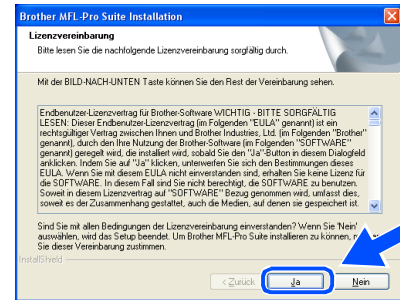 Brother MFL-Pro Suite Installation
Lizenzvereinbarung
Bitte lesen Sie die nachfolgende Lizenzvereinbarung sorgfältig durch.
Mit der BILD-NACH-UNTEN Taste können Sie den Rest der Vereinbarung sehen.
Endbenutzer-Lizenzvertrag für Brother-Software WICHTIG - BITTE SORGFÄLTIG
LESEN: Dieser Endbenutzer-Lizenzvertrag (im Folgenden "EULA" genannt) ist ein
rechtsgültiger Vertrag zwischen Ihnen und Brother Industries, Ltd. (im Folgenden "Brother"
genannt), durch den Ihre Nutzung der Brother-Software (im Folgenden "SOFTWARE"
genannt) geregelt wird, die installiert wird, sobald Sie den "Ja"-Button in diesem Dialogfeld
anklicken. Indem Sie auf "Ja" klicken, unterwerfen Sie sich den Bestimmungen dieses
EULA. Wenn Sie mit diesem EULA nicht einverstanden sind, erhalten Sie keine Lizenz für
die SOFTWARE. In diesem Fall sind Sie nicht berechtigt, die SOFTWARE zu benutzen.
Soweit in diesem Lizenzvertrag auf "SOFTWARE" Bezug genommen wird, umfasst dies,
soweit es der Zusammenhang gestattet, auch die Medien, auf denen sie gespeichert ist.
Sind Sie mit allen Bedingungen der Lizenzvereinbarung einverstanden? Wenn Sie 'Nein'
auswählen, wird das Setup beendet. Um Brother MFL-Pro Suite installieren zu können,
Sie dieser Vereinbarung zustimmen.
InstallShield
< Zurück Ja Nein